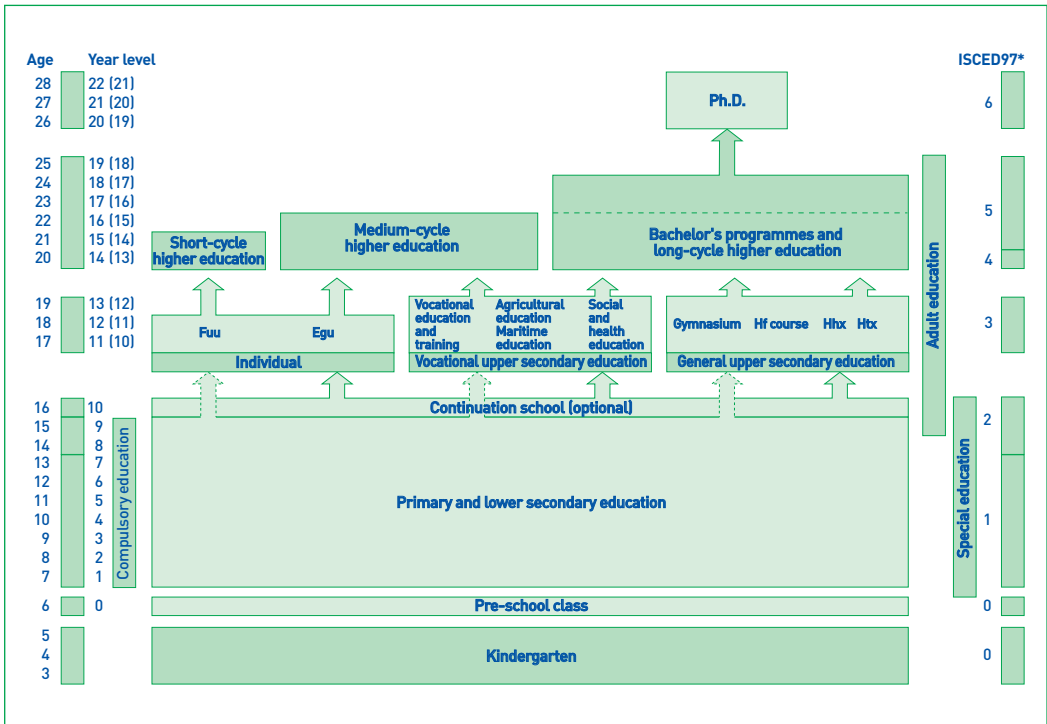 Age Year level ISCED97*
28 22 (21)
27 21 (20) Ph.D. 6
26 20 (19)
25 19 (18)
24 18 (17)
23 17 (16)
22 16 (15) 5
21 15 (14)
20 14 (13) 4
Short-cycle
higher education
Medium-cycle
higher education
Bachelor's programmes and
long-cycle higher education
19 13 (12)
18 12 (11) 3
17 11 (10)
Fuu
Egu
Individual
Vocational
education
and
training
Agricultural
education
Maritime
education
Social
and
health
education
Vocational upper secondary education
Gymnasium Hf course Hhx Htx
General upper secondary education
Adult education
16 10 Continuation school (optional)
15 9 2
14 8
13 7
12 6
11 5 Primary and lower secondary education
10 4 1
9 3
8 2
7 1
Compulsory education
Special education
6 0 Pre-school class 0
5
4 Kindergarten 0
3